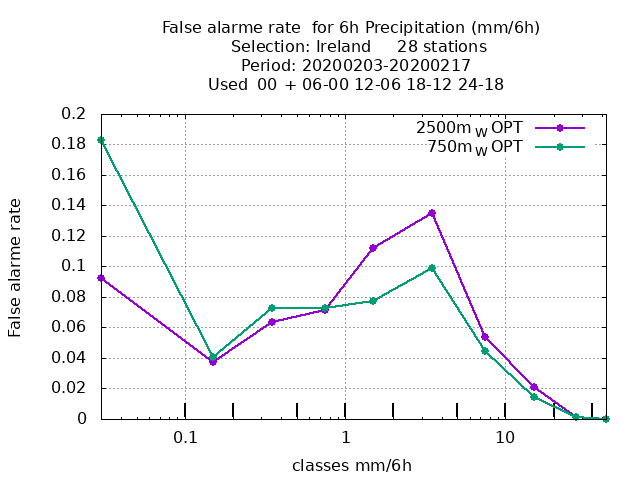 False alarme rate  for 6h Precipitation (mm/6h)
Selection: Ireland     28 stations
Period: 20200203-20200217
Used  00  + 06-00 12-06 18-12 24-18
2500m W OPT
750m W OPT
False alarme rate
0.2
0.18
0.16
0.14
0.12
0.1
0.08
0.06
0.04
0.02
0
0.1 1 10
classes mm/6h